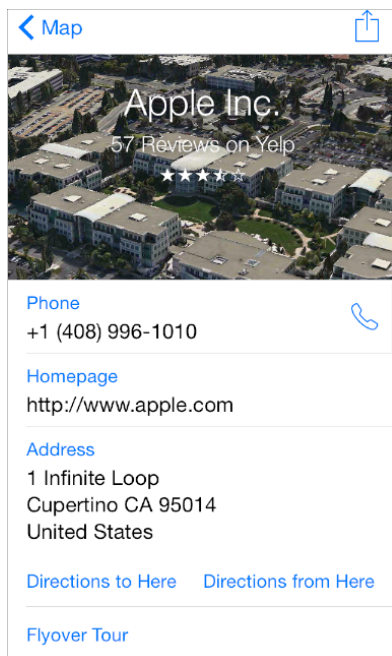 Map
Apple Inc.
57 Reviews on Yelp
Phone
+1 (408) 996-1010
Homepage
http://www.apple.com
Address
1 Infinite Loop
Cupertino CA 95014
United States
Directions to Here Directions from Here
Flyover Tour